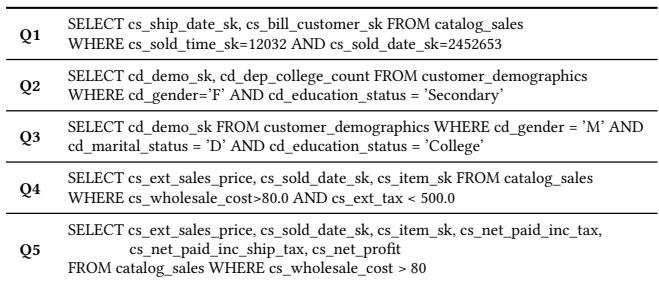 Q1
SELECT cs_ship_date_sk, cs_bill_customer_sk FROM catalog_sales
WHERE cs_sold_time_sk=12032 AND cs_sold_date_sk=2452653
Q2
SELECT cd_demo_sk, cd_dep_college_count FROM customer_demographics
WHERE cd_gender='F' AND cd_education_status = 'Secondary'
Q3
SELECT cd_demo_sk FROM customer_demographics WHERE cd_gender = 'M' AND
cd_marital_status = 'D' AND cd_education_status = 'College'
Q4
SELECT cs_ext_sales_price, cs_sold_date_sk, cs_item_sk FROM catalog_sales
WHERE cs_wholesale_cost>80.0 AND cs_ext_tax < 500.0
Q5
SELECT cs_ext_sales_price, cs_sold_date_sk, cs_item_sk, cs_net_paid_inc_tax,
cs_net_paid_inc_ship_tax, cs_net_profit
FROM catalog_sales WHERE cs_wholesale_cost > 80